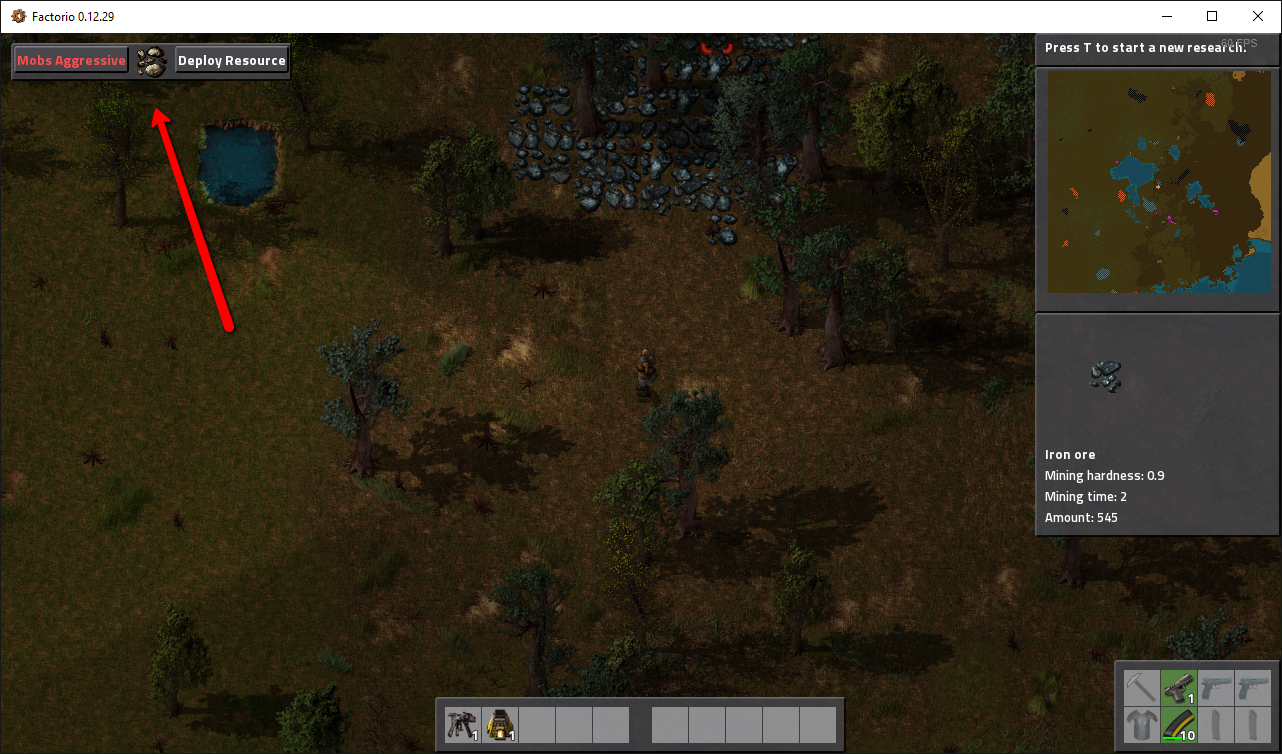 Factorio 0.12.29
Mobs Aggressive Deploy Resource
Press T to start a new research.
60 FPS
Iron ore
Mining hardness: 0.9
Mining time: 2
Amount: 545
1 1
1
10